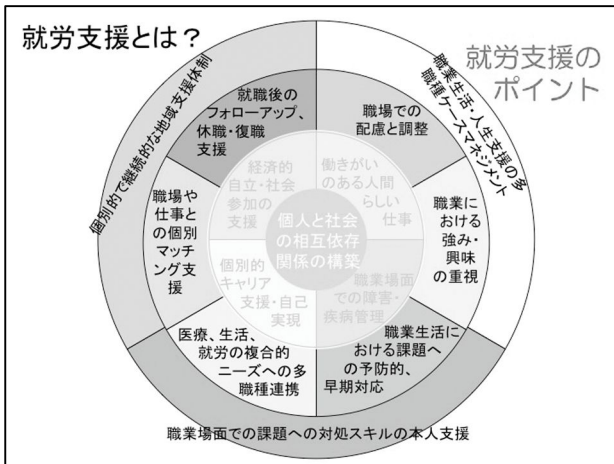 就労支援とは？
就労支援の
ポイント
個別的で継続的な地域支援体制
職業生活・人生支援の多
職種ケースマネジメント
職業場面での課題への対処スキルの本人支援
就職後の
フォローアップ、
休職・復職
支援
職場での
配慮と調整
職場や
仕事と
の個別
マッチ
ング支
援
職業に
おける
強み・
興味
の重視
医療、生活、
就労の複合的
ニーズへの多
職種連携
職業生活に
おける課題へ
の予防的、
早期対応
経済的
自立・社会
参加の
支援
働きがい
のある人間
らしい
仕事
個別的
キャリア
支援・自己
実現
職業場面
での障害・
疾病管理
個人と社会
の相互依存
関係の構築